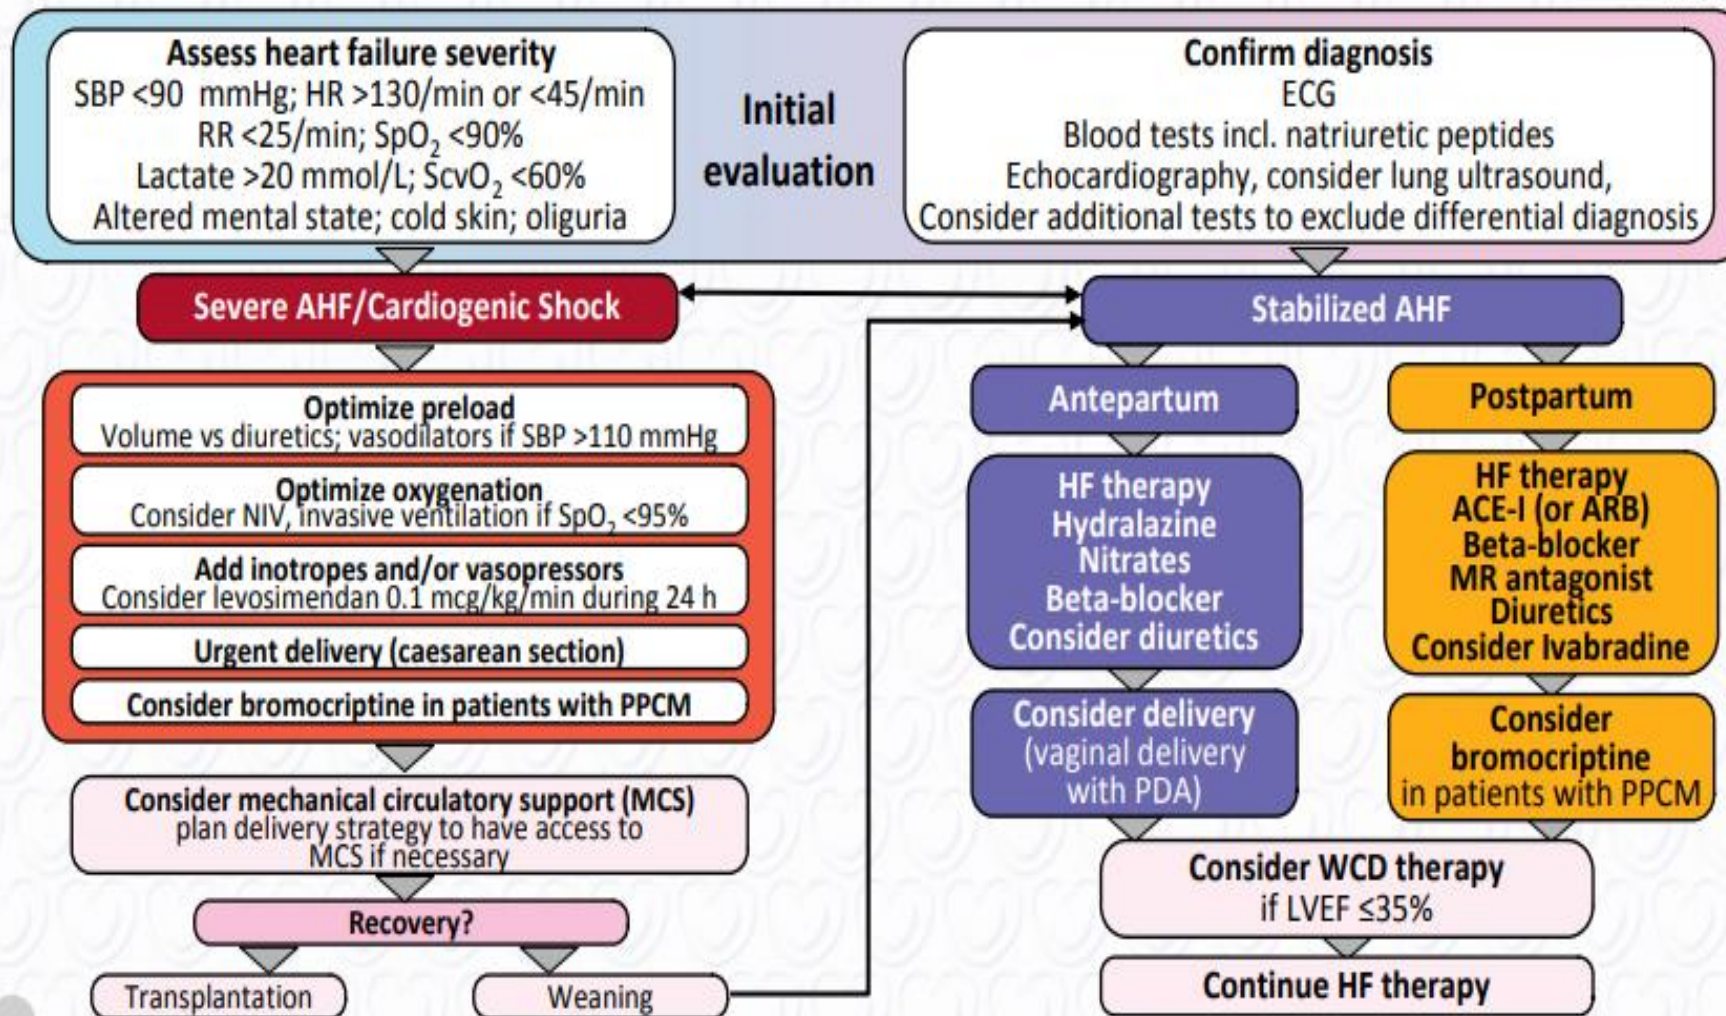 Assess heart failure severity
SBP <90 mmHg; HR >130/min or <45/min
RR <25/min; SpO₂ <90%
Lactate >20 mmol/L; ScvO₂ <60%
Altered mental state; cold skin; oliguria
Initial
evaluation
Confirm diagnosis
ECG
Blood tests incl. natriuretic peptides
Echocardiography, consider lung ultrasound,
Consider additional tests to exclude differential diagnosis
Severe AHF/Cardiogenic Shock
Optimize preload
Volume vs diuretics; vasodilators if SBP >110 mmHg
Optimize oxygenation
Consider NIV, invasive ventilation if SpO₂ <95%
Add inotropes and/or vasopressors
Consider levosimendan 0.1 mcg/kg/min during 24 h
Urgent delivery (caesarean section)
Consider bromocriptine in patients with PPCM
Consider mechanical circulatory support (MCS)
plan delivery strategy to have access to
MCS if necessary
Recovery?
Transplantation
Weaning
Stabilized AHF
Antepartum
HF therapy
Hydralazine
Nitrates
Beta-blocker
Consider diuretics
Consider delivery
(vaginal delivery
with PDA)
Postpartum
HF therapy
ACE-I (or ARB)
Beta-blocker
MR antagonist
Diuretics
Consider Ivabradine
Consider
bromocriptine
in patients with PPCM
Consider WCD therapy
if LVEF ≤35%
Continue HF therapy